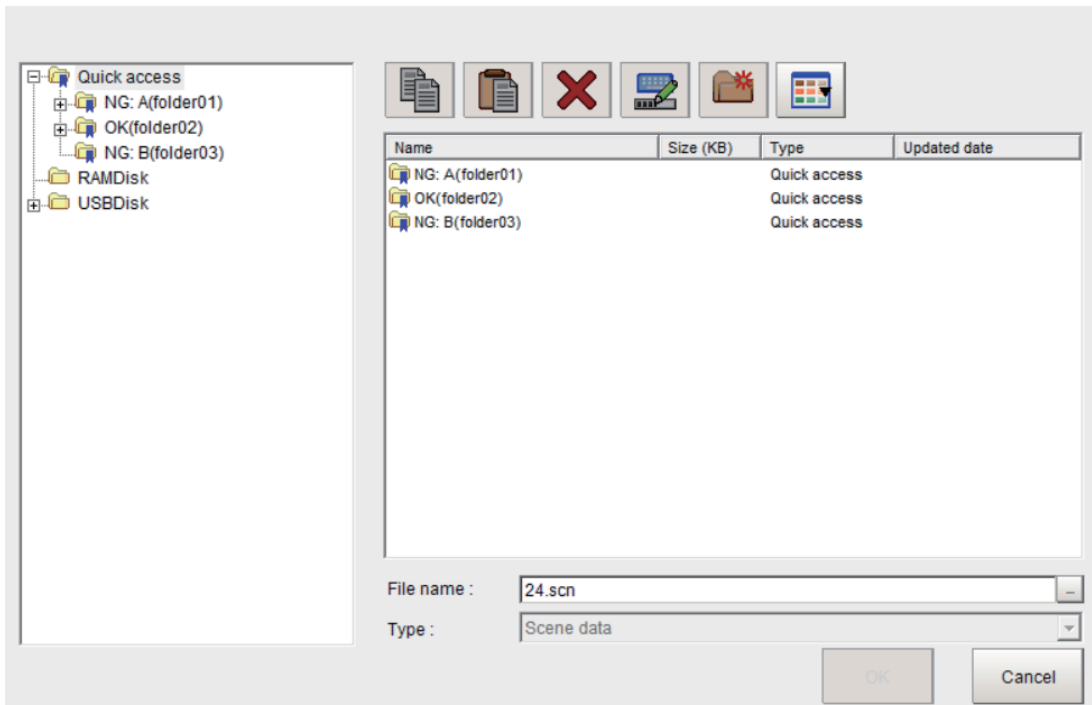 Quick access
NG: A(folder01)
OK(folder02)
NG: B(folder03)
RAMDisk
USBDisk
Name Size (KB) Type Updated date
NG: A(folder01) Quick access
OK(folder02) Quick access
NG: B(folder03) Quick access
File name : 24.scn ...
Type : Scene data
OK Cancel